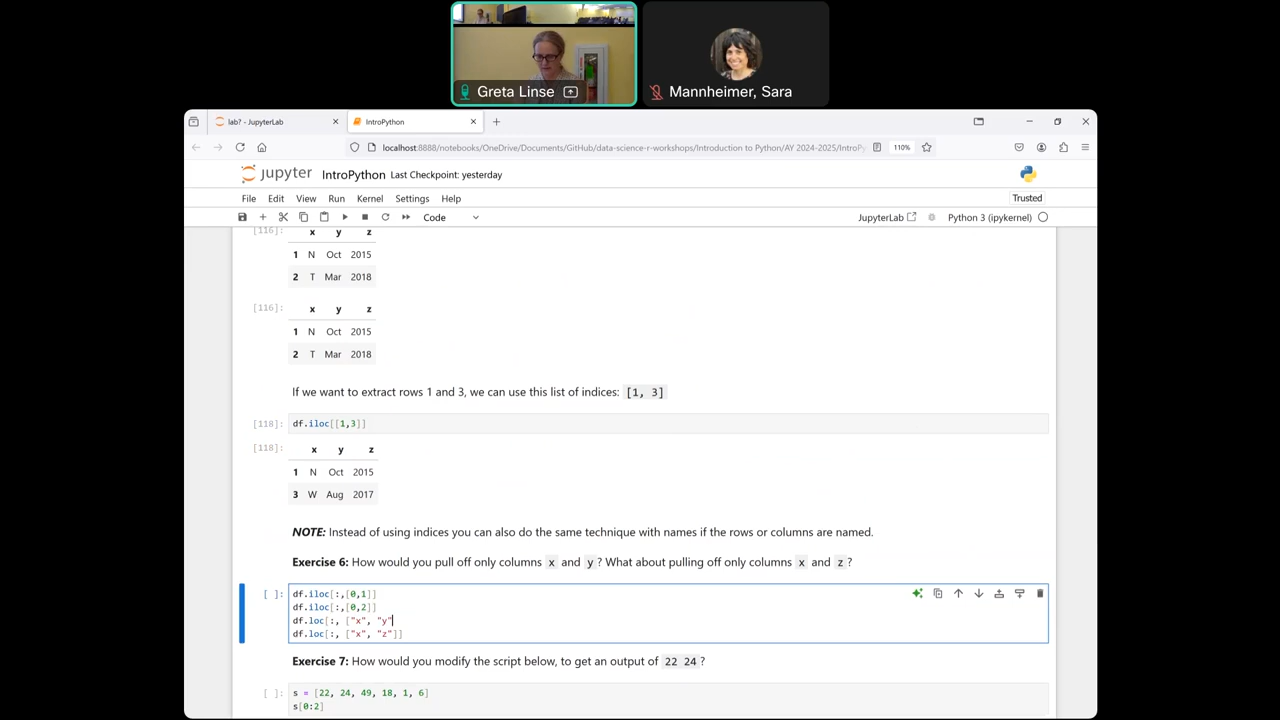 Greta Linse
Mannheimer, Sara
lab? - JupyterLab
IntroPython
localhost:8888/notebooks/OneDrive/Documents/GitHub/data-science-r-workshops/Introduction to Python/AY 2024-2025/IntroPy
110%
jupyter IntroPython Last Checkpoint: yesterday
File Edit View Run Kernel Settings Help
Trusted
Code
JupyterLab
Python 3 (ipykernel)
[116]:
x y z
1 N Oct 2015
2 T Mar 2018
[116]:
x y z
1 N Oct 2015
2 T Mar 2018
If we want to extract rows 1 and 3, we can use this list of indices: [1, 3]
[118]: df.iloc[[1,3]]
[118]:
x y z
1 N Oct 2015
3 W Aug 2017
NOTE: Instead of using indices you can also do the same technique with names if the rows or columns are named.
Exercise 6: How would you pull off only columns x and y? What about pulling off only columns x and z?
[ ]: df.iloc[:,[0,1]]
df.iloc[:,[0,2]]
df.loc[:, ["x", "y"
df.loc[:, ["x", "z"]]
Exercise 7: How would you modify the script below, to get an output of 22 24?
[ ]: s = [22, 24, 49, 18, 1, 6]
s[0:2]